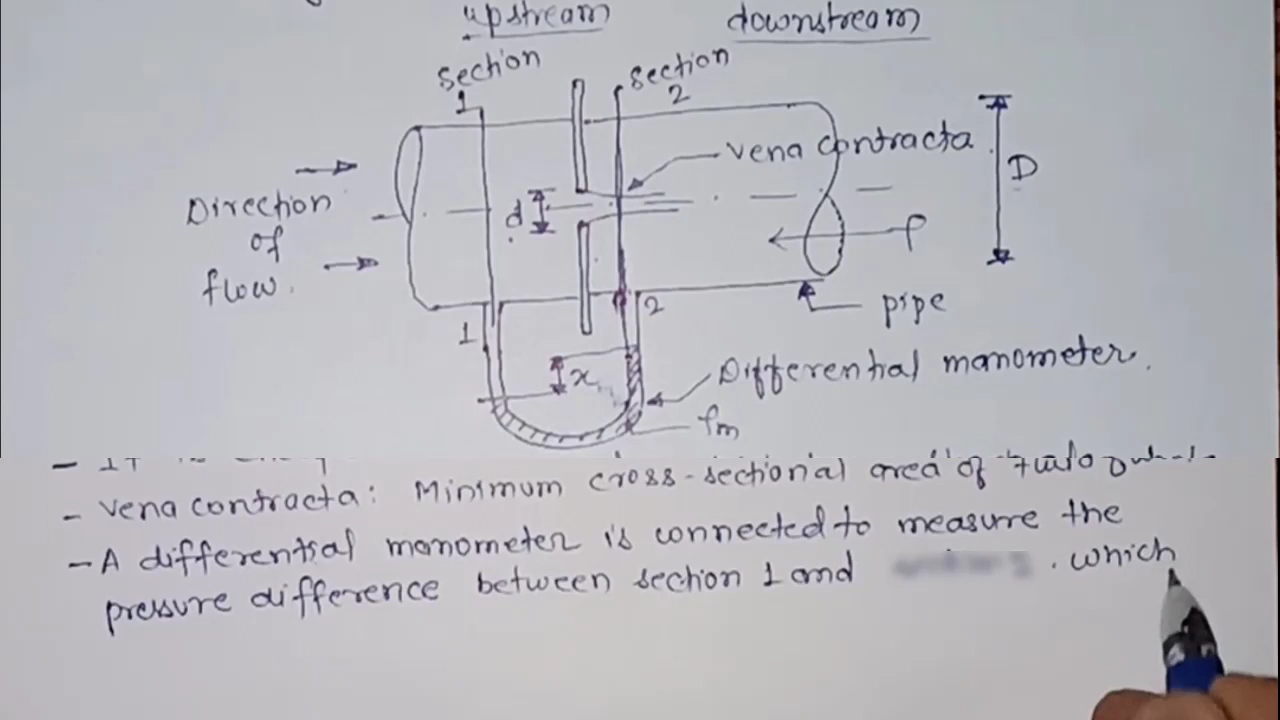 upstream downstream
section section
1 2
vena contracta
D
Direction
of
flow
d
ρ
pipe
1 2
x
Differential manometer.
ρm
- vena contracta: Minimum cross-sectional area of
- A differential manometer is connected to measure the
pressure difference between section 1 and . which